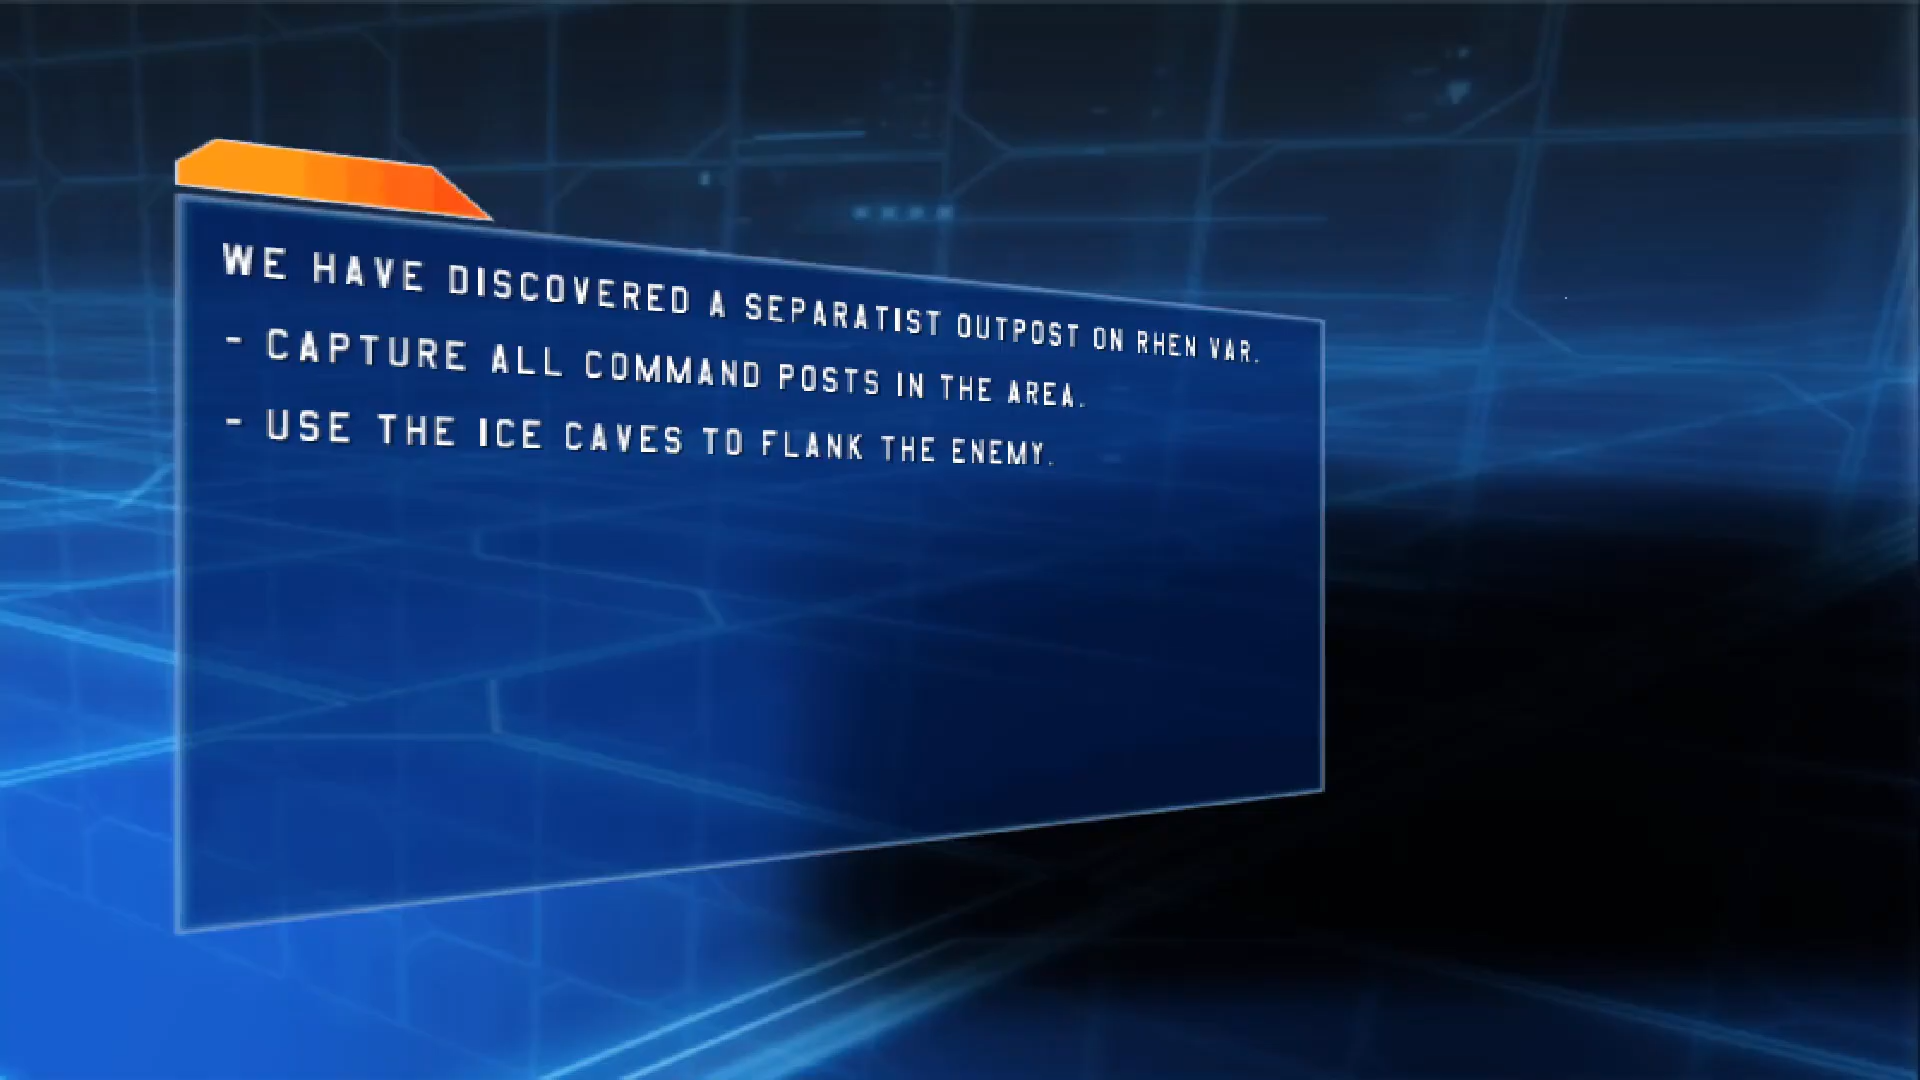 WE HAVE DISCOVERED A SEPARATIST OUTPOST ON RHEN VAR.
- CAPTURE ALL COMMAND POSTS IN THE AREA.
- USE THE ICE CAVES TO FLANK THE ENEMY.